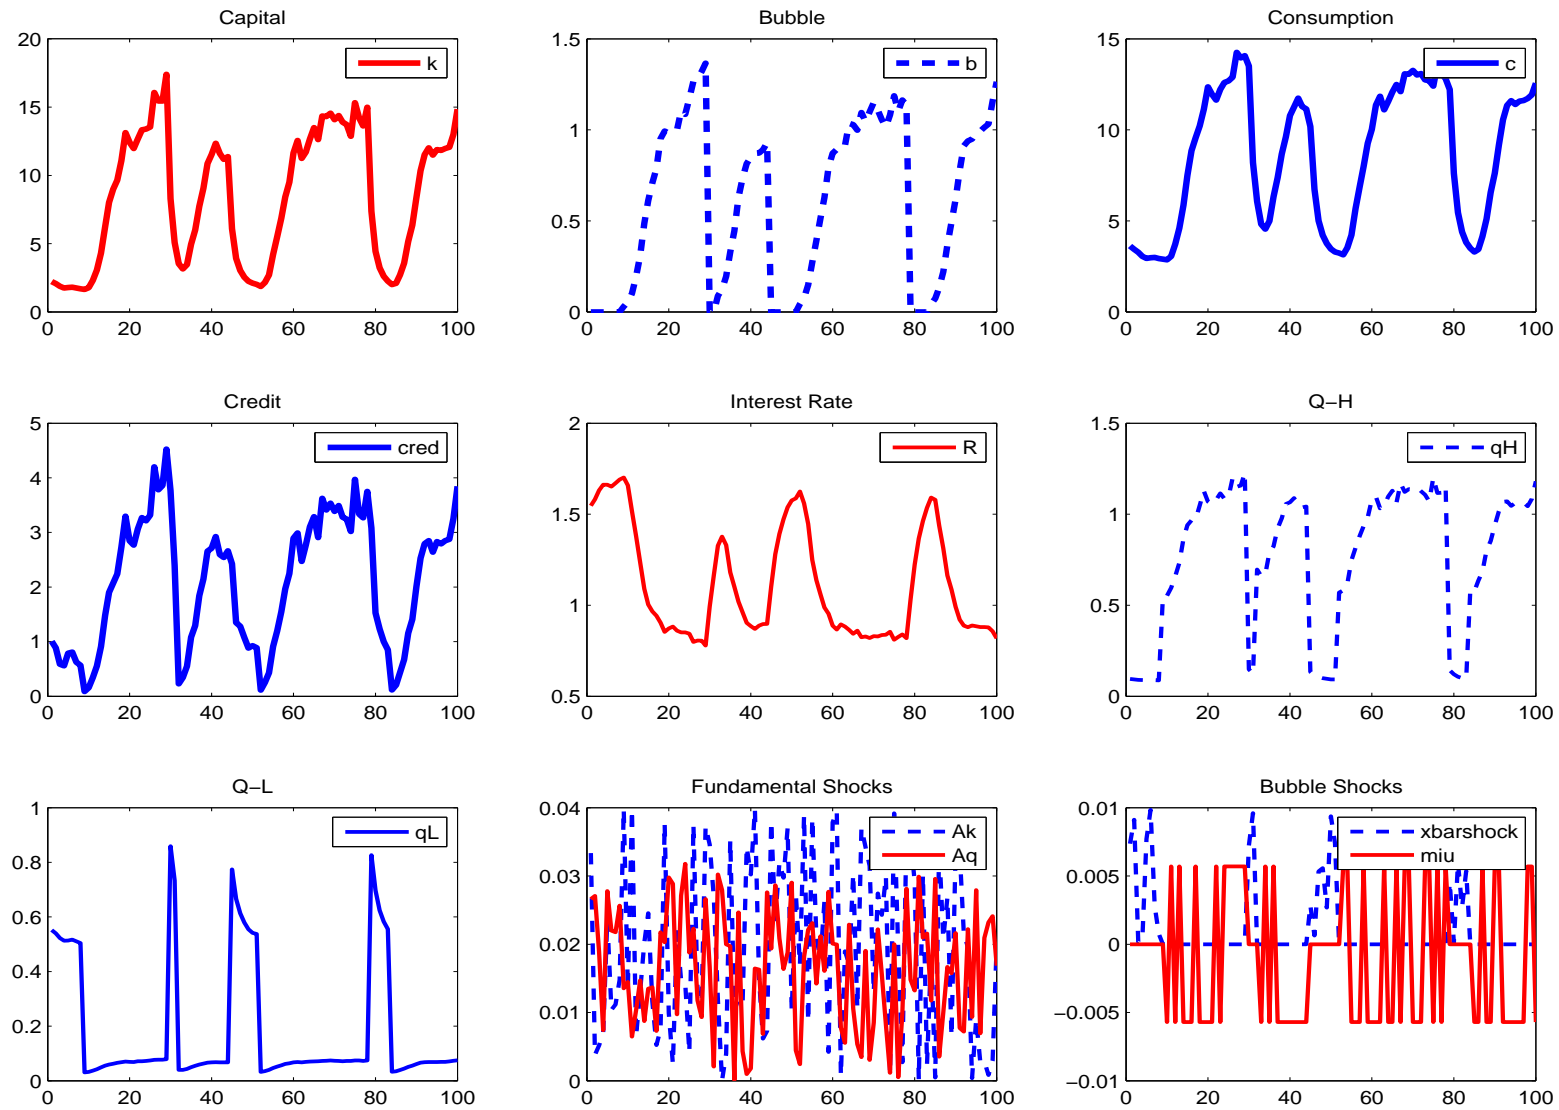 Capital
Bubble
Consumption
20
15
10
5
0
0 20 40 60 80 100
k
1.5
1
0.5
0
0 20 40 60 80 100
b
15
10
5
0
0 20 40 60 80 100
c
Credit
Interest Rate
Q−H
5
4
3
2
1
0
0 20 40 60 80 100
cred
2
1.5
1
0.5
0 20 40 60 80 100
R
1.5
1
0.5
0
0 20 40 60 80 100
qH
Q−L
Fundamental Shocks
Bubble Shocks
1
0.8
0.6
0.4
0.2
0
0 20 40 60 80 100
qL
0.04
0.03
0.02
0.01
0
0 20 40 60 80 100
Ak
Aq
0.01
0.005
0
−0.005
−0.01
0 20 40 60 80 100
xbarshock
miu